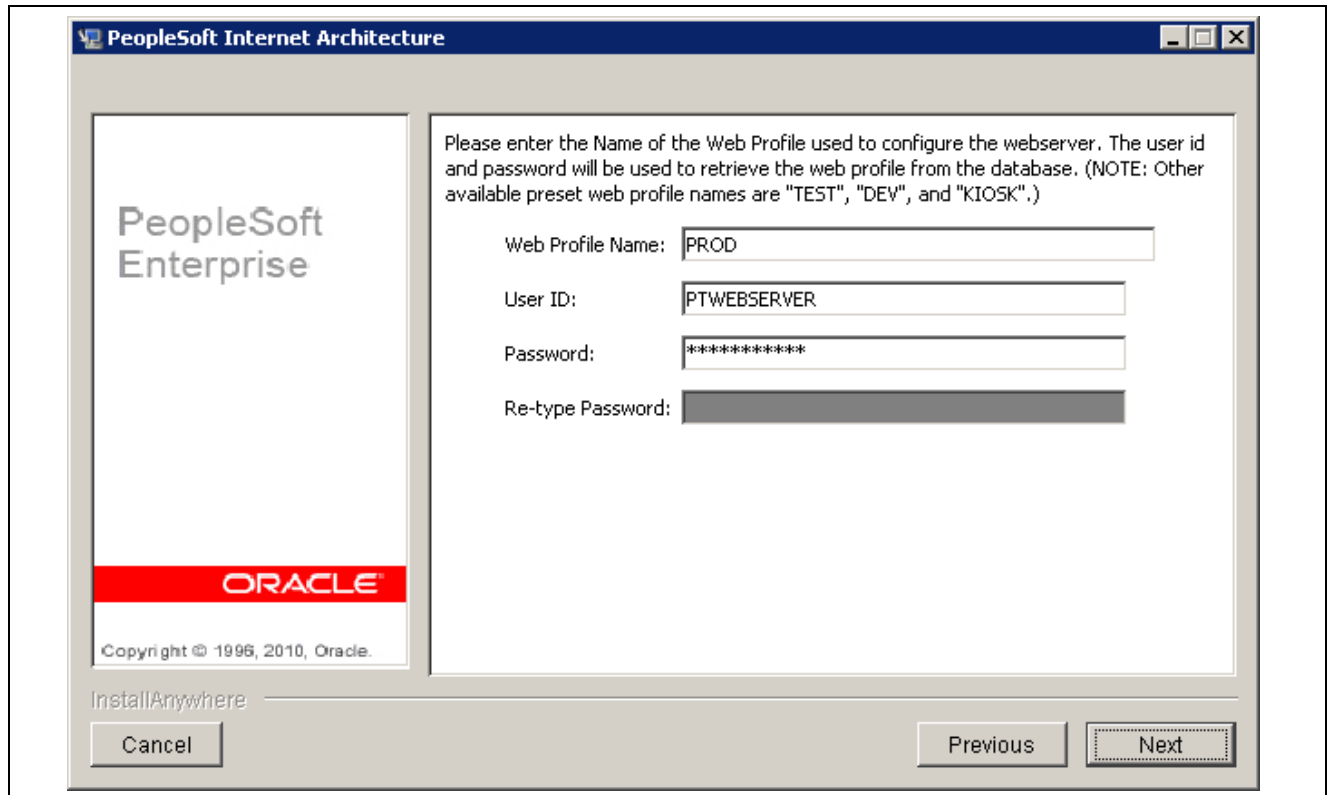 PeopleSoft Internet Architecture
PeopleSoft
Enterprise
ORACLE
Copyright © 1996, 2010, Oracle.
Please enter the Name of the Web Profile used to configure the webserver. The user id
and password will be used to retrieve the web profile from the database. (NOTE: Other
available preset web profile names are "TEST", "DEV", and "KIOSK".)
Web Profile Name: PROD
User ID: PTWEBSERVER
Password: ***********
Re-type Password:
InstallAnywhere
Cancel
Previous
Next